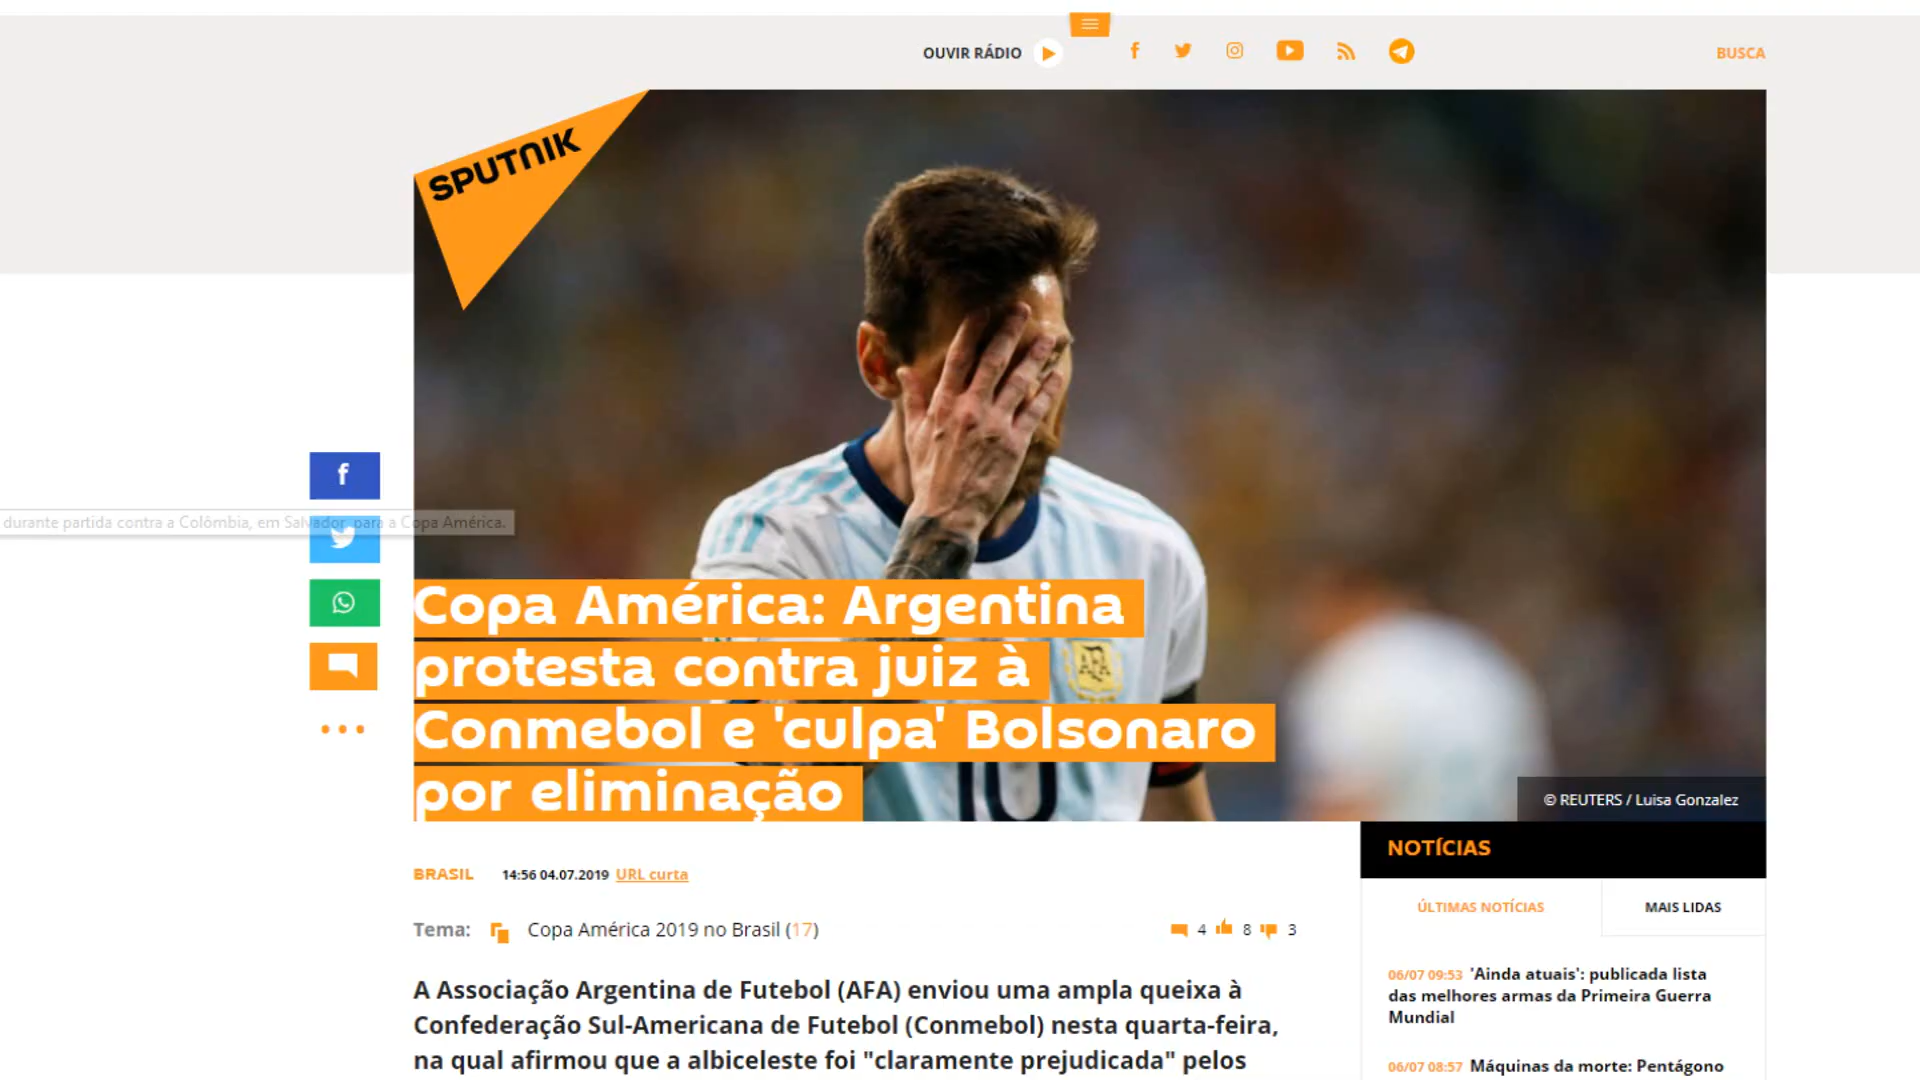 OUVIR RÁDIO
BUSCA
SPUTNIK
durante partida contra a Colômbia, em Salvador, para a Copa América.
Copa América: Argentina
protesta contra juiz à
Conmebol e 'culpa' Bolsonaro
por eliminação
AFA
10
© REUTERS / Luisa Gonzalez
BRASIL 14:56 04.07.2019 URL curta
Tema: Copa América 2019 no Brasil (17)
4 8 3
A Associação Argentina de Futebol (AFA) enviou uma ampla queixa à
Confederação Sul-Americana de Futebol (Conmebol) nesta quarta-feira,
na qual afirmou que a albiceleste foi "claramente prejudicada" pelos
NOTÍCIAS
ÚLTIMAS NOTÍCIAS MAIS LIDAS
06/07 09:53 'Ainda atuais': publicada lista
das melhores armas da Primeira Guerra
Mundial
06/07 08:57 Máquinas da morte: Pentágono